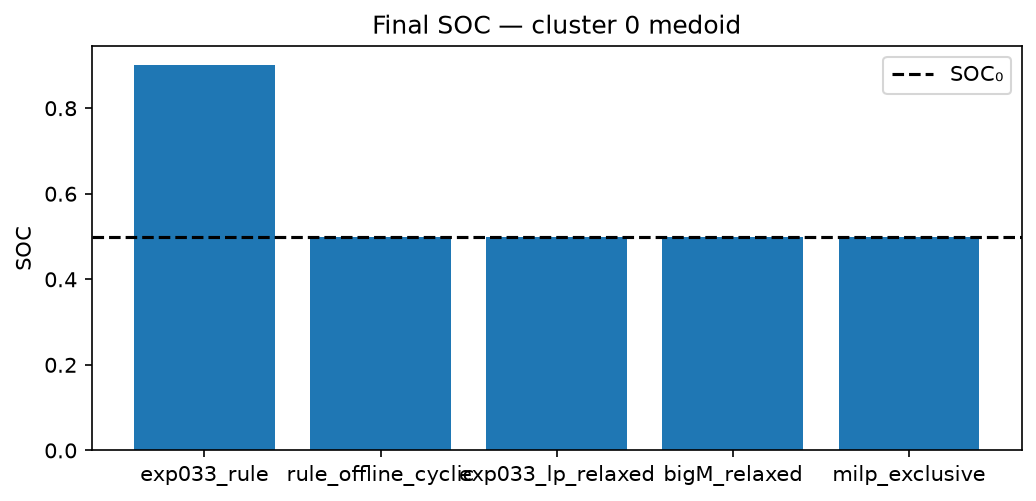 Final SOC — cluster 0 medoid
SOC₀
SOC
0.8
0.6
0.4
0.2
0.0
exp033_rule rule_offline_cyclic exp033_lp_relaxed bigM_relaxed milp_exclusive